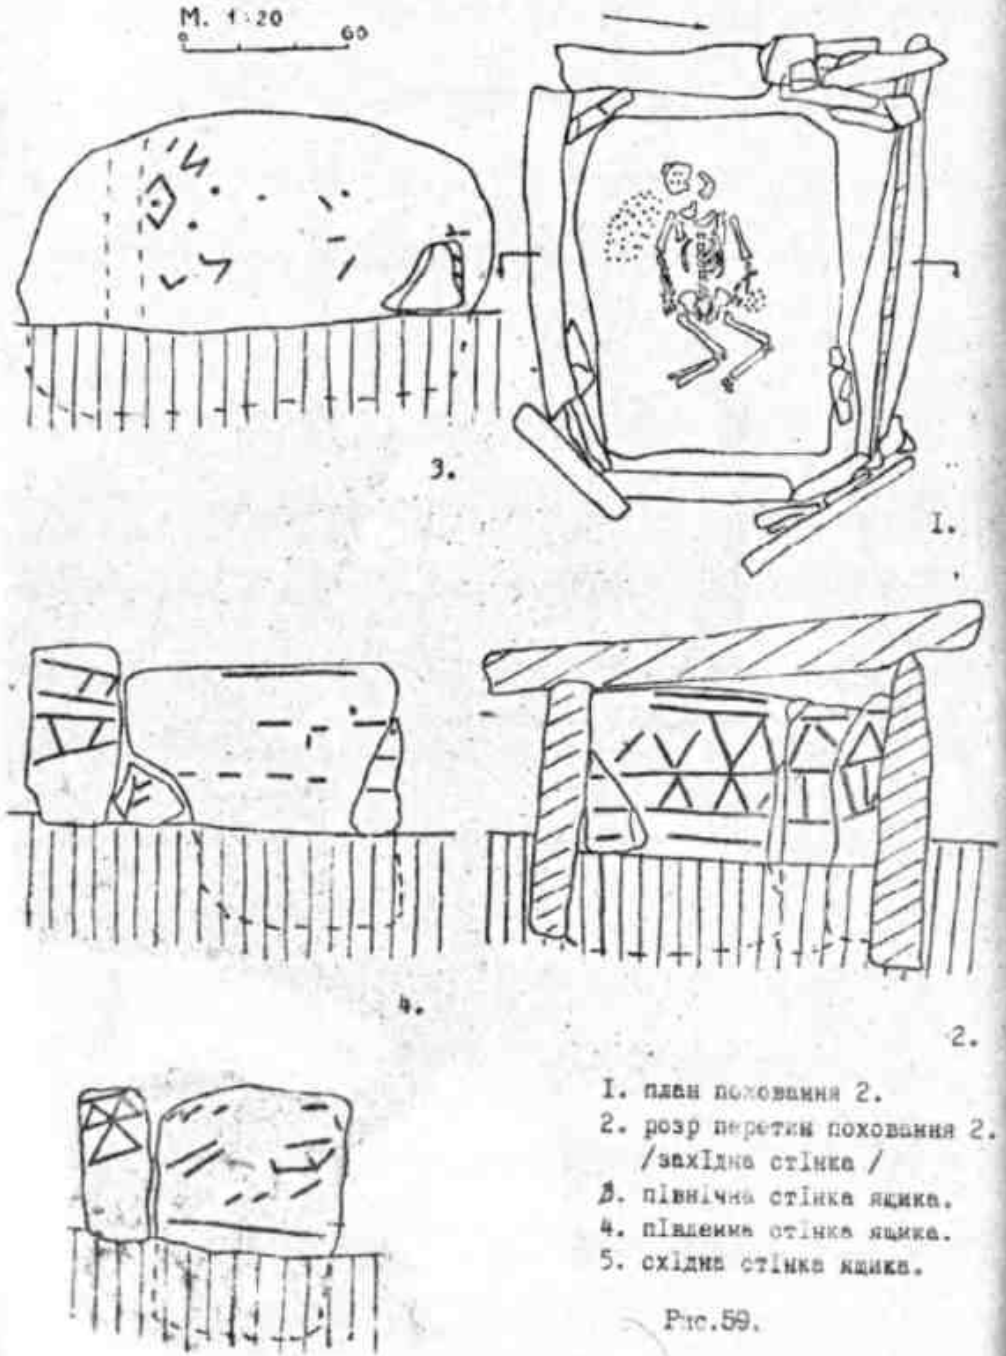 М. 1:20
0 60
3.
I.
4.
2.
I. план поховання 2.
2. розр перетин поховання 2.
/західна стінка /
3. північна стінка ящика.
4. південна стінка ящика.
5. східна стінка ящика.
Рис.59.